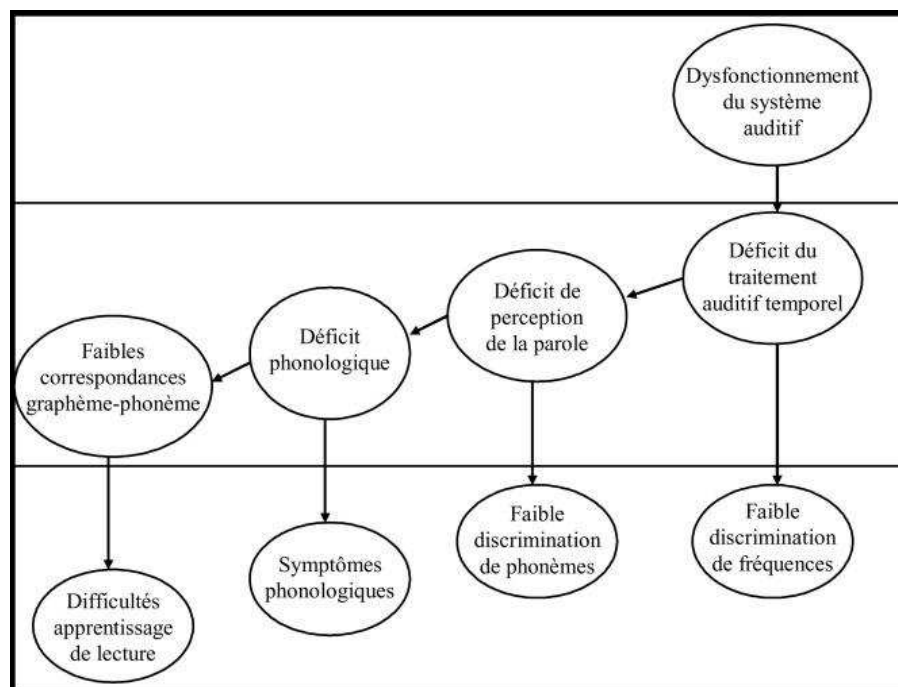 Dysfonctionnement
du système
auditif
Déficit du
traitement
auditif temporel
Déficit de
perception
de la parole
Déficit
phonologique
Faibles
correspondances
graphème-phonème
Faible
discrimination
de fréquences
Faible
discrimination
de phonèmes
Symptômes
phonologiques
Difficultés
apprentissage
de lecture